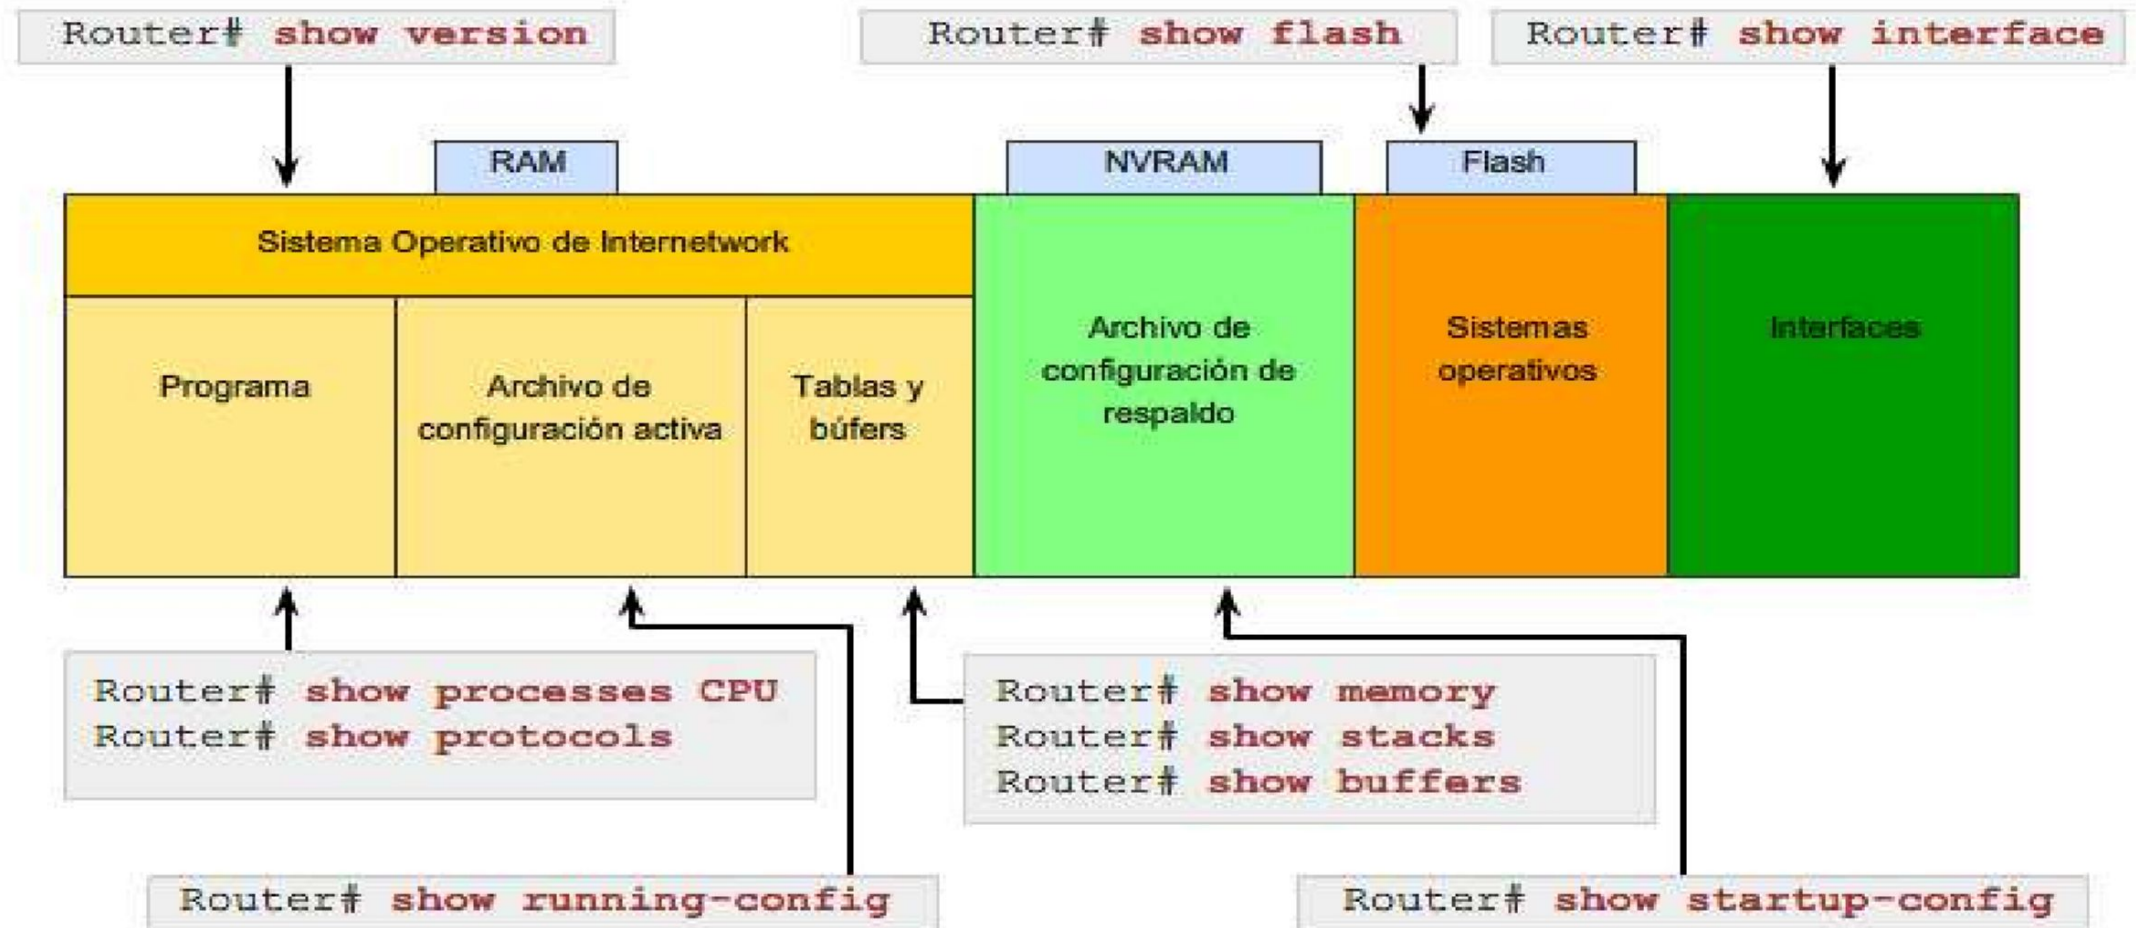 Router# show version
Router# show flash
Router# show interface
RAM
NVRAM
Flash
Sistema Operativo de Internetwork
Programa
Archivo de
configuración activa
Tablas y
búfers
Archivo de
configuración de
respaldo
Sistemas
operativos
Interfaces
Router# show processes CPU
Router# show protocols
Router# show memory
Router# show stacks
Router# show buffers
Router# show running-config
Router# show startup-config